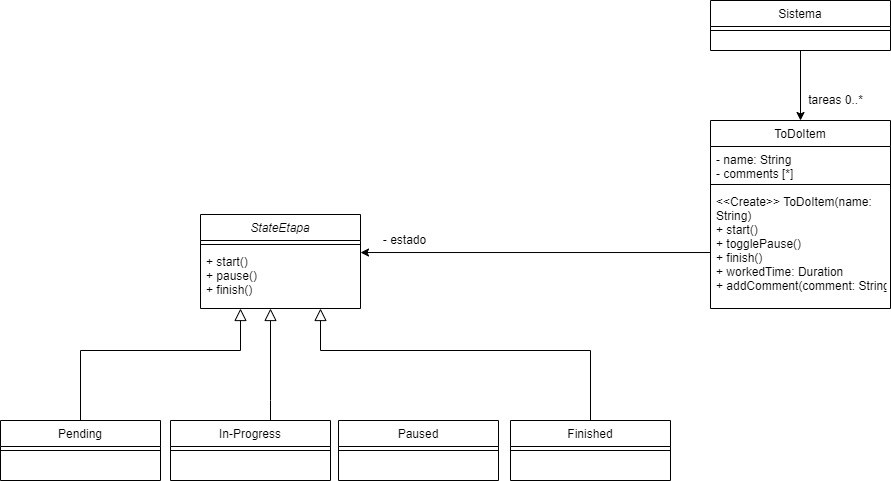 Sistema
tareas 0..*
ToDoItem
- name: String
- comments [*]
<<Create>> ToDoItem(name:
String)
+ start()
+ togglePause()
+ finish()
+ workedTime: Duration
+ addComment(comment: String
- estado
StateEtapa
+ start()
+ pause()
+ finish()
Pending
In-Progress
Paused
Finished